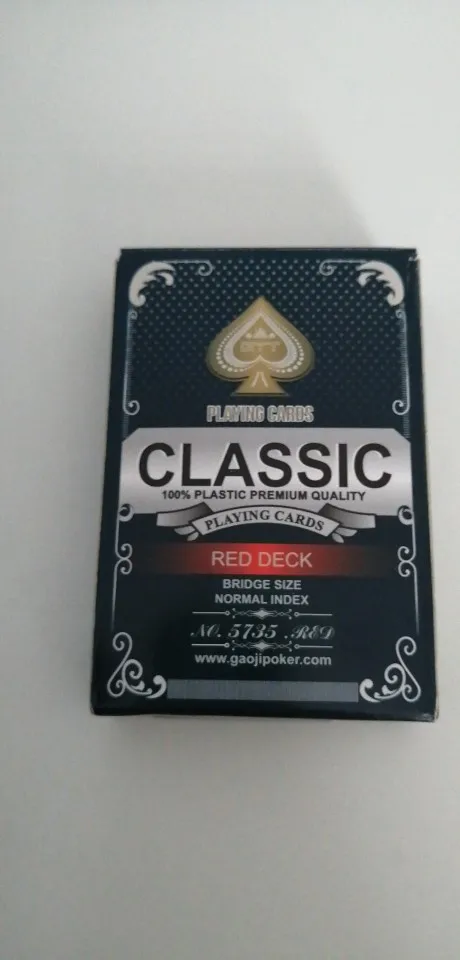 PLAYING CARDS
CLASSIC
100% PLASTIC PREMIUM QUALITY
PLAYING CARDS
RED DECK
BRIDGE SIZE
NORMAL INDEX
NO. 5735 .RED
www.gaojipoker.com